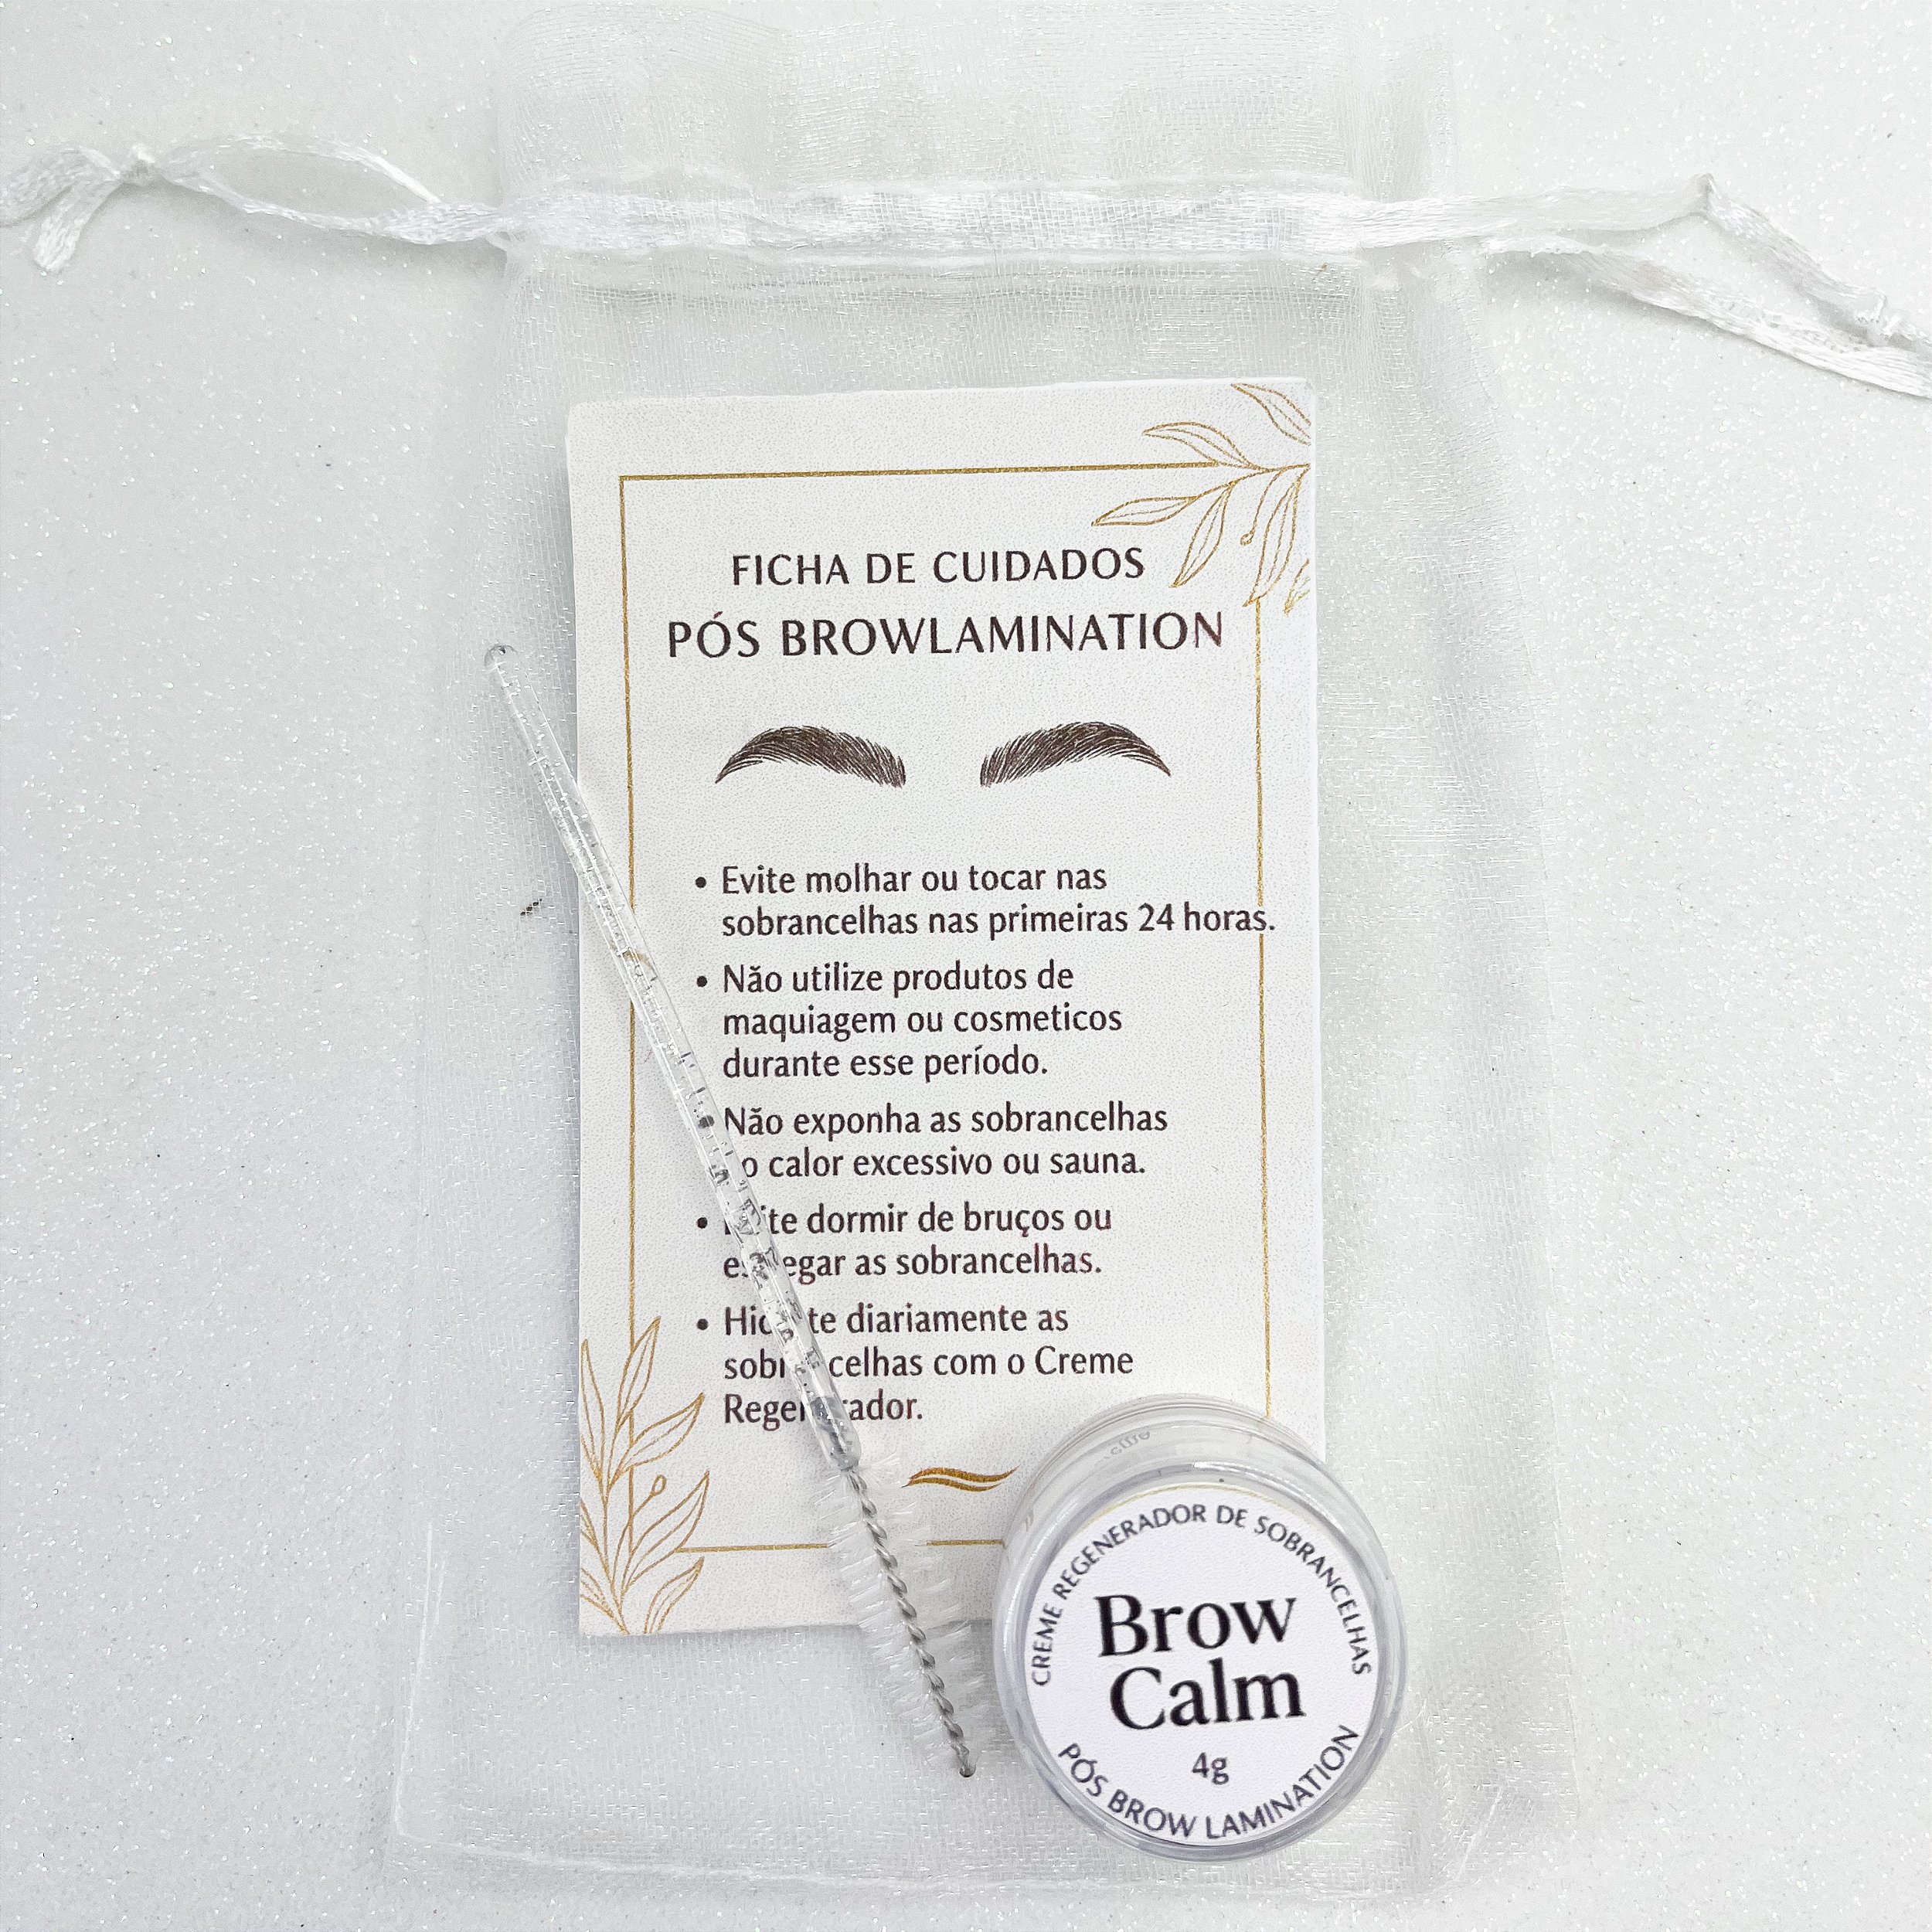 FICHA DE CUIDADOS
PÓS BROWLAMINATION
• Evite molhar ou tocar nas
sobrancelhas nas primeiras 24 horas.
• Não utilize produtos de
maquiagem ou cosmeticos
durante esse período.
Não exponha as sobrancelhas
calor excessivo ou sauna.
• dormir de bruços ou
as sobrancelhas.
• diariamente as
com o Creme
CREME REGENERADOR DE SOBRANCELHAS
Brow
Calm
4g
PÓS BROW LAMINATION